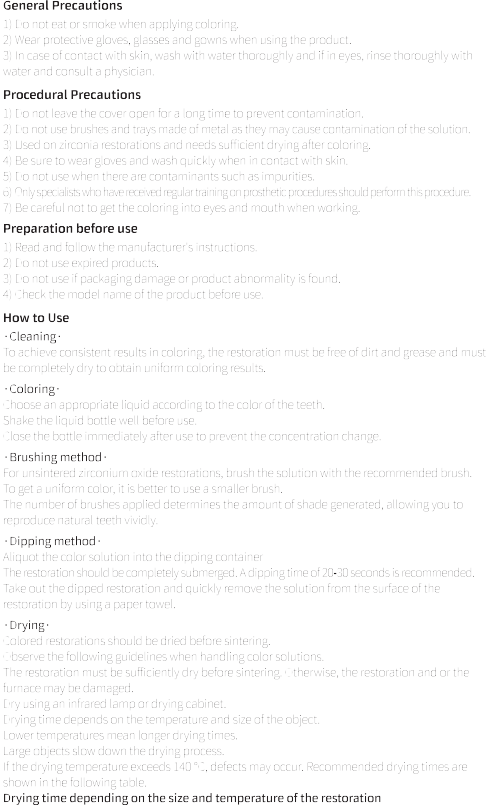 General Precautions
1) Do not eat or smoke when applying coloring.
2) Wear protective gloves, glasses and gowns when using the product.
3) In case of contact with skin, wash with water thoroughly and if in eyes, rinse thoroughly with
water and consult a physician.
Procedural Precautions
1) Do not leave the cover open for a long time to prevent contamination.
2) Do not use brushes and trays made of metal as they may cause contamination of the solution.
3) Used on zirconia restorations and needs sufficient drying after coloring.
4) Be sure to wear gloves and wash quickly when in contact with skin.
5) Do not use when there are contaminants such as impurities.
6) Only specialists who have received regular training on prosthetic procedures should perform this procedure.
7) Be careful not to get the coloring into eyes and mouth when working.
Preparation before use
1) Read and follow the manufacturer's instructions.
2) Do not use expired products.
3) Do not use if packaging damage or product abnormality is found.
4) Check the model name of the product before use.
How to Use
·Cleaning·
To achieve consistent results in coloring, the restoration must be free of dirt and grease and must
be completely dry to obtain uniform coloring results.
·Coloring·
Choose an appropriate liquid according to the color of the teeth.
Shake the liquid bottle well before use.
Close the bottle immediately after use to prevent the concentration change.
·Brushing method·
For unsintered zirconium oxide restorations, brush the solution with the recommended brush.
To get a uniform color, it is better to use a smaller brush.
The number of brushes applied determines the amount of shade generated, allowing you to
reproduce natural teeth vividly.
·Dipping method·
Aliquot the color solution into the dipping container
The restoration should be completely submerged. A dipping time of 20-30 seconds is recommended.
Take out the dipped restoration and quickly remove the solution from the surface of the
restoration by using a paper towel.
·Drying·
Colored restorations should be dried before sintering.
Observe the following guidelines when handling color solutions.
The restoration must be sufficiently dry before sintering. Otherwise, the restoration and or the
furnace may be damaged.
Dry using an infrared lamp or drying cabinet.
Drying time depends on the temperature and size of the object.
Lower temperatures mean longer drying times.
Large objects slow down the drying process.
If the drying temperature exceeds 140 °C, defects may occur. Recommended drying times are
shown in the following table.
Drying time depending on the size and temperature of the restoration